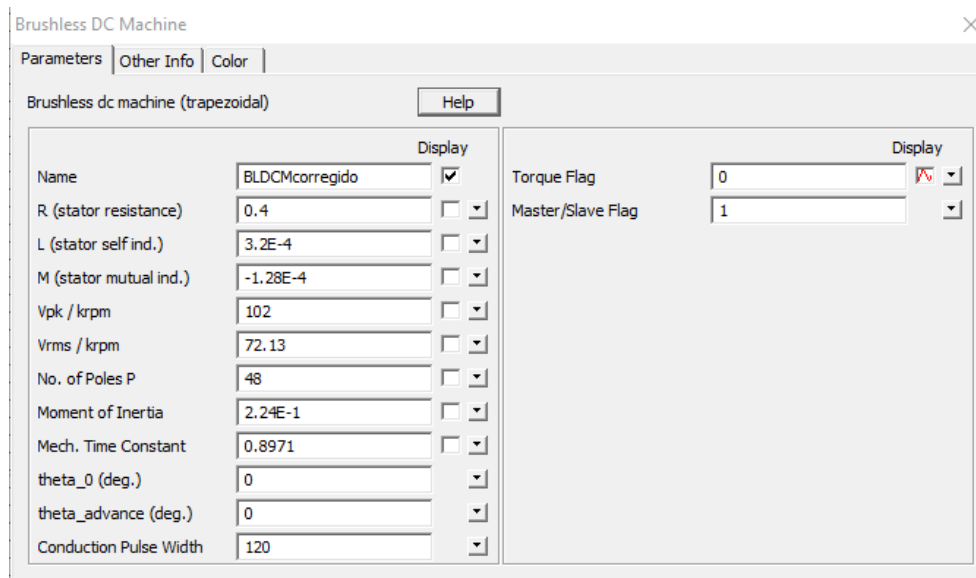 Brushless DC Machine
Parameters Other Info Color
Brushless dc machine (trapezoidal) Help
Display
Name BLDCMcorregido
R (stator resistance) 0.4
L (stator self ind.) 3.2E-4
M (stator mutual ind.) -1.28E-4
Vpk / krpm 102
Vrms / krpm 72.13
No. of Poles P 48
Moment of Inertia 2.24E-1
Mech. Time Constant 0.8971
theta_0 (deg.) 0
theta_advance (deg.) 0
Conduction Pulse Width 120
Display
Torque Flag 0
Master/Slave Flag 1